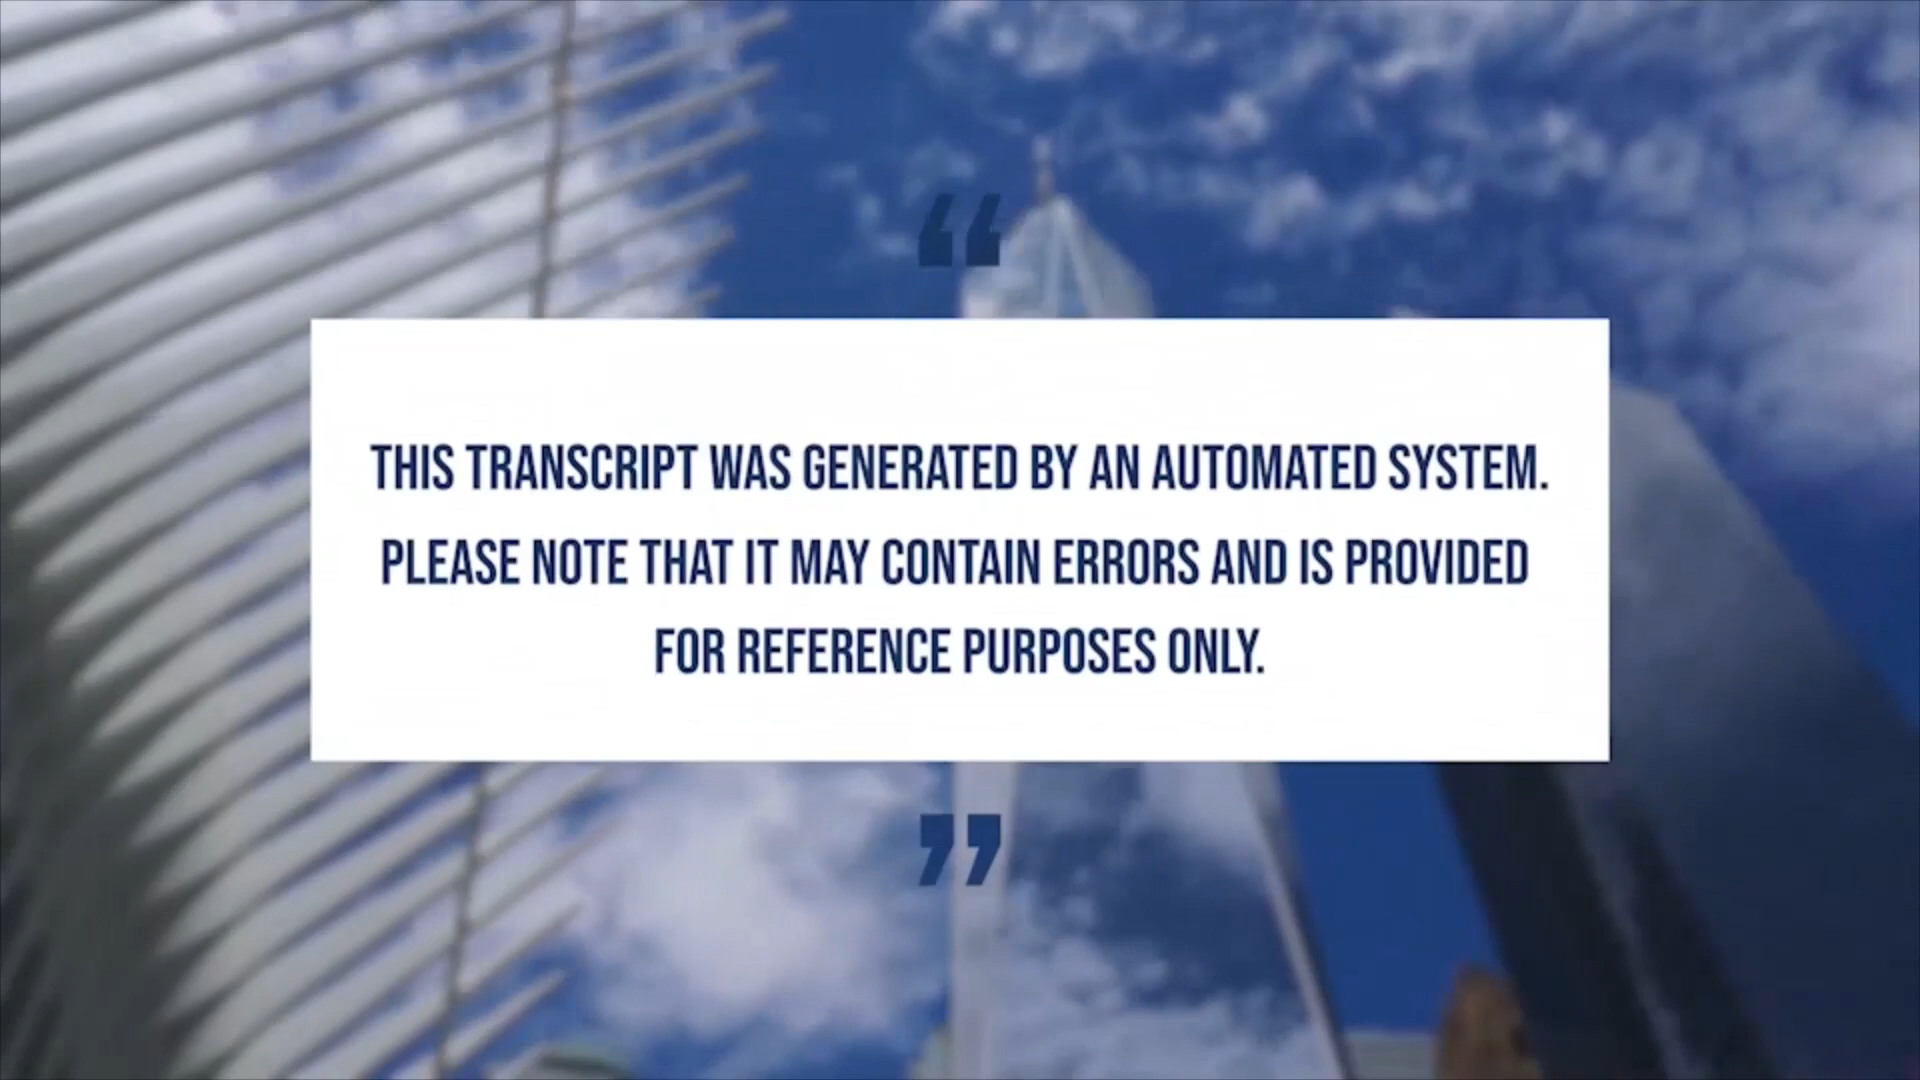 “
THIS TRANSCRIPT WAS GENERATED BY AN AUTOMATED SYSTEM.
PLEASE NOTE THAT IT MAY CONTAIN ERRORS AND IS PROVIDED
FOR REFERENCE PURPOSES ONLY.
”